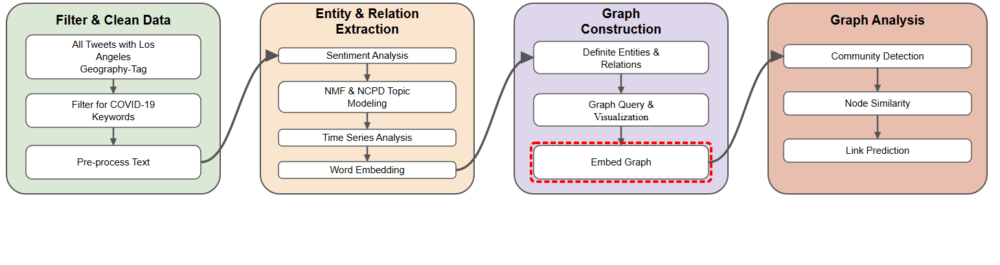 Filter & Clean Data
All Tweets with Los
Angeles
Geography-Tag
Filter for COVID-19
Keywords
Pre-process Text
Entity & Relation
Extraction
Sentiment Analysis
NMF & NCPD Topic
Modeling
Time Series Analysis
Word Embedding
Graph
Construction
Definite Entities &
Relations
Graph Query &
Visualization
Embed Graph
Graph Analysis
Community Detection
Node Similarity
Link Prediction